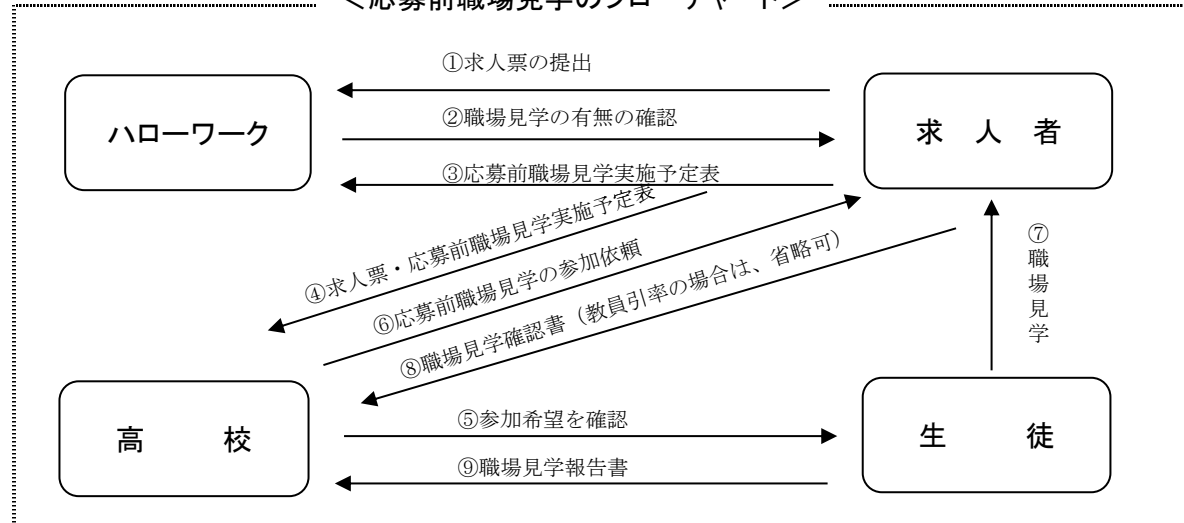 <応募前職場見学のフローチャート>
①求人票の提出
ハローワーク
②職場見学の有無の確認
求　人　者
③応募前職場見学実施予定表
④求人票・応募前職場見学実施予定表
⑥応募前職場見学の参加依頼
⑧職場見学確認書（教員引率の場合は、省略可）
⑦職場見学
高　　　校
⑤参加希望を確認
生　　　徒
⑨職場見学報告書